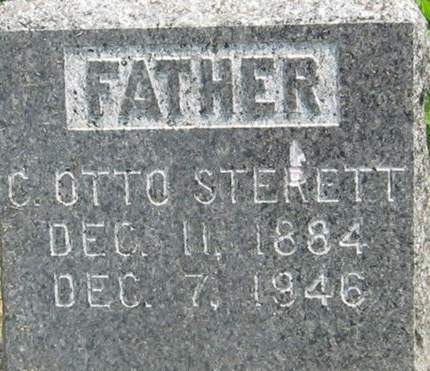 FATHER
C. OTTO STERETT
DEC. 11, 1884
DEC. 7, 1946